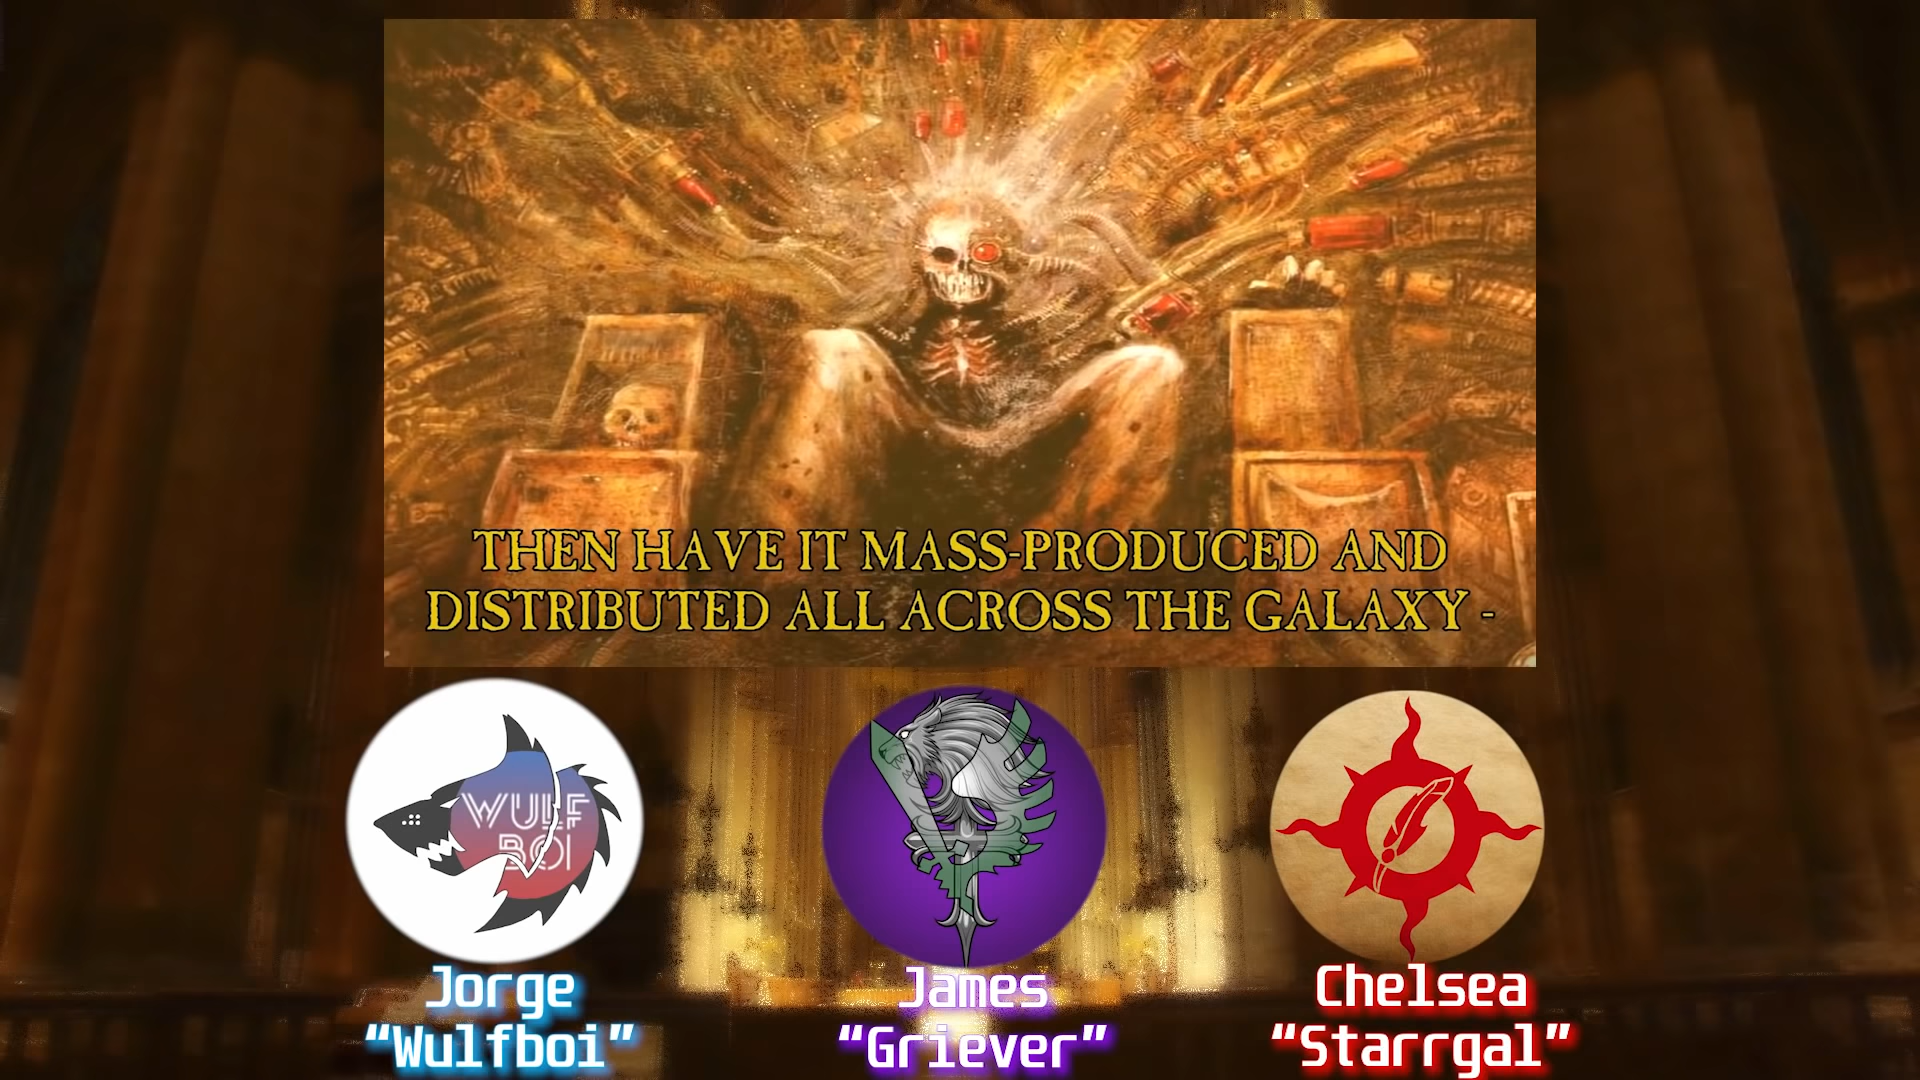 THEN HAVE IT MASS-PRODUCED AND
DISTRIBUTED ALL ACROSS THE GALAXY -
WULF
BOI
Jorge
“Wulfboi”
James
“Griever”
Chelsea
“Starrgal”